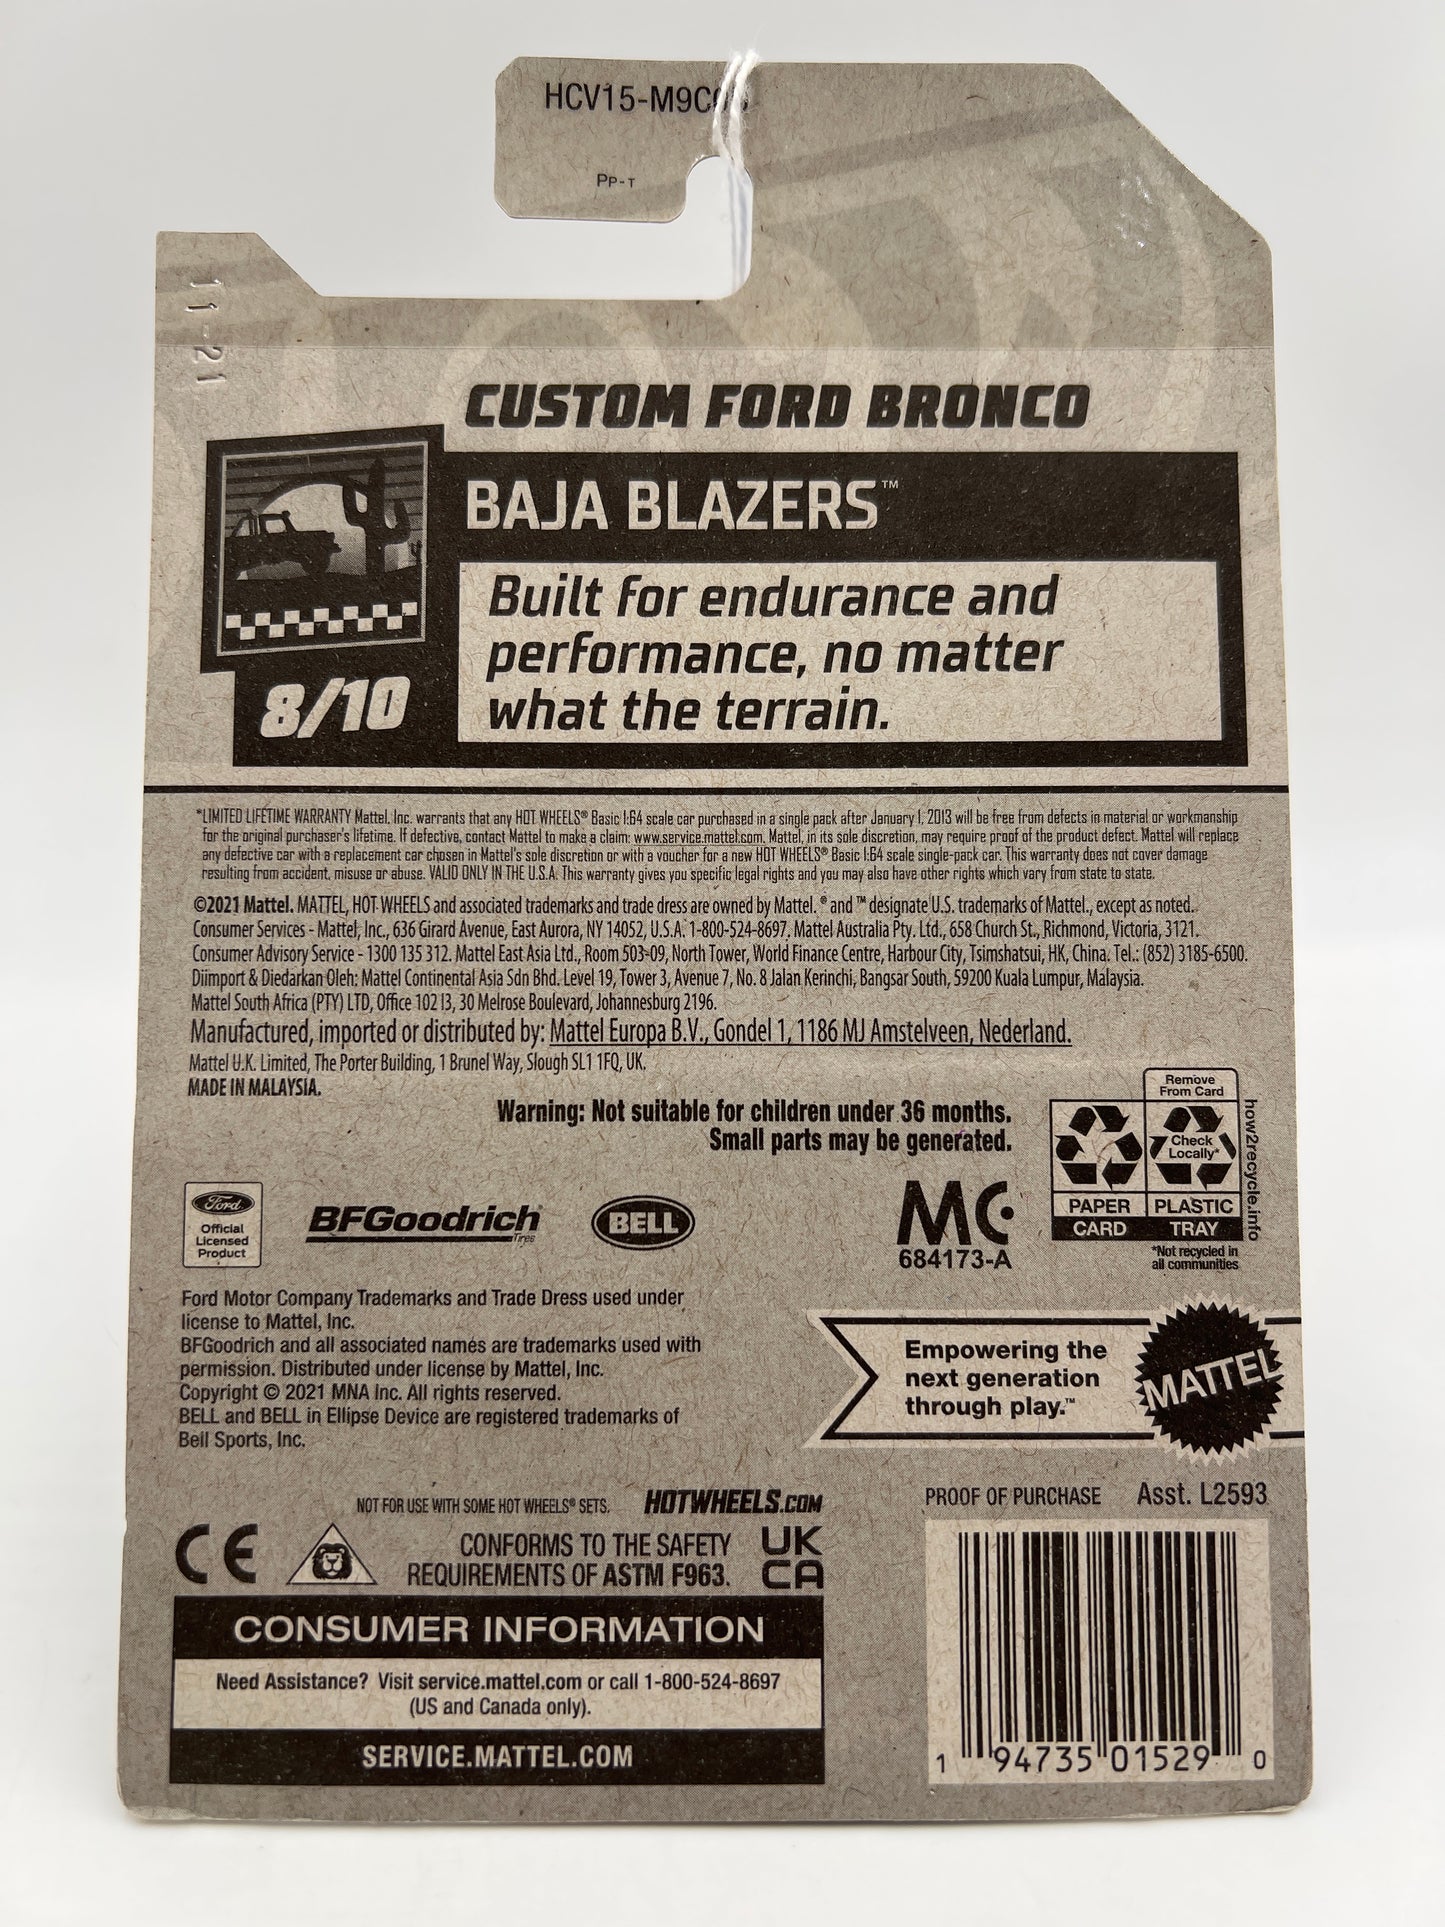 HCV15-M9C
PP-T
11-21
CUSTOM FORD BRONCO
BAJA BLAZERS™
Built for endurance and
performance, no matter
what the terrain.
8/10
*LIMITED LIFETIME WARRANTY Mattel, Inc. warrants that any HOT WHEELS® Basic 1:64 scale car purchased in a single pack after January 1, 2013 will be free from defects in material or workmanship
for the original purchaser's lifetime. If defective, contact Mattel to make a claim: www.service.mattel.com. Mattel, in its sole discretion, may require proof of the product defect. Mattel will replace
any defective car with a replacement car chosen in Mattel's sole discretion or with a voucher for a new HOT WHEELS® Basic 1:64 scale single-pack car. This warranty does not cover damage
resulting from accident, misuse or abuse. VALID ONLY IN THE U.S.A. This warranty gives you specific legal rights and you may also have other rights which vary from state to state.
©2021 Mattel. MATTEL, HOT WHEELS and associated trademarks and trade dress are owned by Mattel. ® and ™ designate U.S. trademarks of Mattel., except as noted.
Consumer Services - Mattel, Inc., 636 Girard Avenue, East Aurora, NY 14052, U.S.A. 1-800-524-8697. Mattel Australia Pty. Ltd., 658 Church St., Richmond, Victoria, 3121.
Consumer Advisory Service - 1300 135 312. Mattel East Asia Ltd., Room 503-09, North Tower, World Finance Centre, Harbour City, Tsimshatsui, HK, China. Tel.: (852) 3185-6500.
Diimport & Diedarkan Oleh: Mattel Continental Asia Sdn Bhd. Level 19, Tower 3, Avenue 7, No. 8 Jalan Kerinchi, Bangsar South, 59200 Kuala Lumpur, Malaysia.
Mattel South Africa (PTY) LTD, Office 102 I3, 30 Melrose Boulevard, Johannesburg 2196.
Manufactured, imported or distributed by: Mattel Europa B.V., Gondel 1, 1186 MJ Amstelveen, Nederland.
Mattel U.K. Limited, The Porter Building, 1 Brunel Way, Slough SL1 1FQ, UK.
MADE IN MALAYSIA.
Warning: Not suitable for children under 36 months.
Small parts may be generated.
Remove
From Card
Check
Locally*
PAPER
PLASTIC
CARD
TRAY
*Not recycled in
all communities
how2recycle.info
Ford
Official
Licensed
Product
BFGoodrich
Tires
BELL
MC
684173-A
Ford Motor Company Trademarks and Trade Dress used under
license to Mattel, Inc.
BFGoodrich and all associated names are trademarks used with
permission. Distributed under license by Mattel, Inc.
Copyright © 2021 MNA Inc. All rights reserved.
BELL and BELL in Ellipse Device are registered trademarks of
Bell Sports, Inc.
Empowering the
next generation
through play.™
MATTEL
NOT FOR USE WITH SOME HOT WHEELS® SETS.
HOTWHEELS.COM
CE
CONFORMS TO THE SAFETY
REQUIREMENTS OF ASTM F963.
UK
CA
PROOF OF PURCHASE
Asst. L2593
CONSUMER INFORMATION
Need Assistance? Visit service.mattel.com or call 1-800-524-8697
(US and Canada only).
SERVICE.MATTEL.COM
1 94735 01529 0